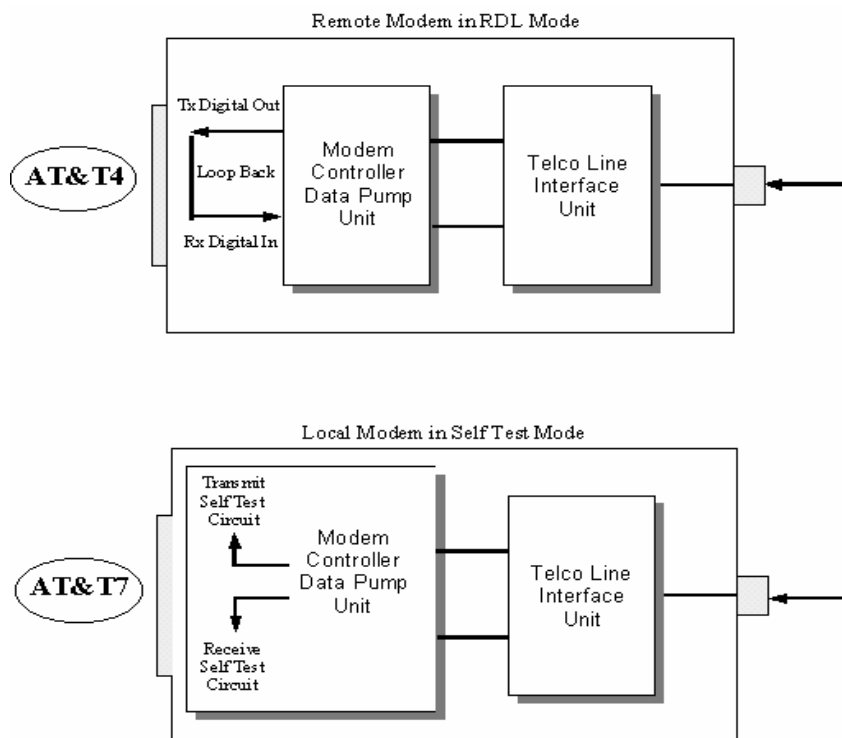 Remote Modem in RDL Mode
Tx Digital Out
Loop Back
Rx Digital In
AT&T4
Modem
Controller
Data Pump
Unit
Telco Line
Interface
Unit
Local Modem in Self Test Mode
Transmit
Self Test
Circuit
AT&T7
Modem
Controller
Data Pump
Unit
Receive
Self Test
Circuit
Telco Line
Interface
Unit